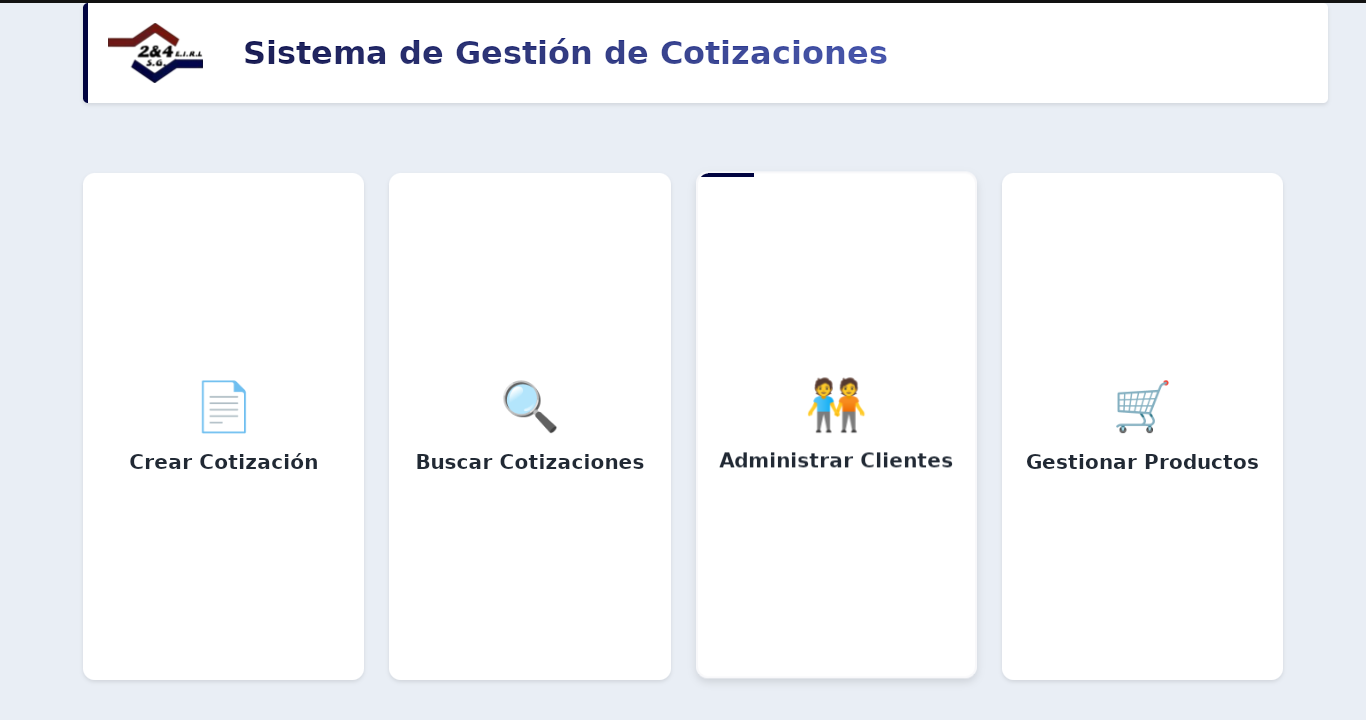 2&4 E.I.R.L
S.G.
Sistema de Gestión de Cotizaciones
Crear Cotización
Buscar Cotizaciones
Administrar Clientes
Gestionar Productos